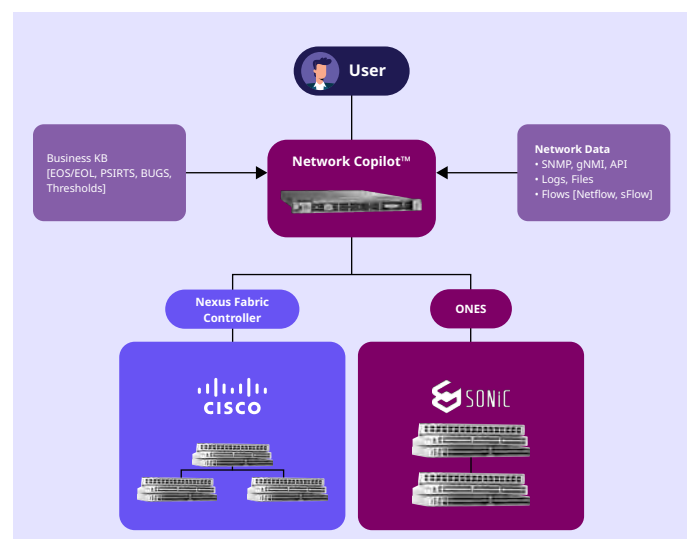 User
Network Copilot™
Business KB
[EOS/EOL, PSIRTS, BUGS,
Thresholds]
Network Data
• SNMP, gNMI, API
• Logs, Files
• Flows [Netflow, sFlow]
Nexus Fabric
Controller
ONES
CISCO
SONiC